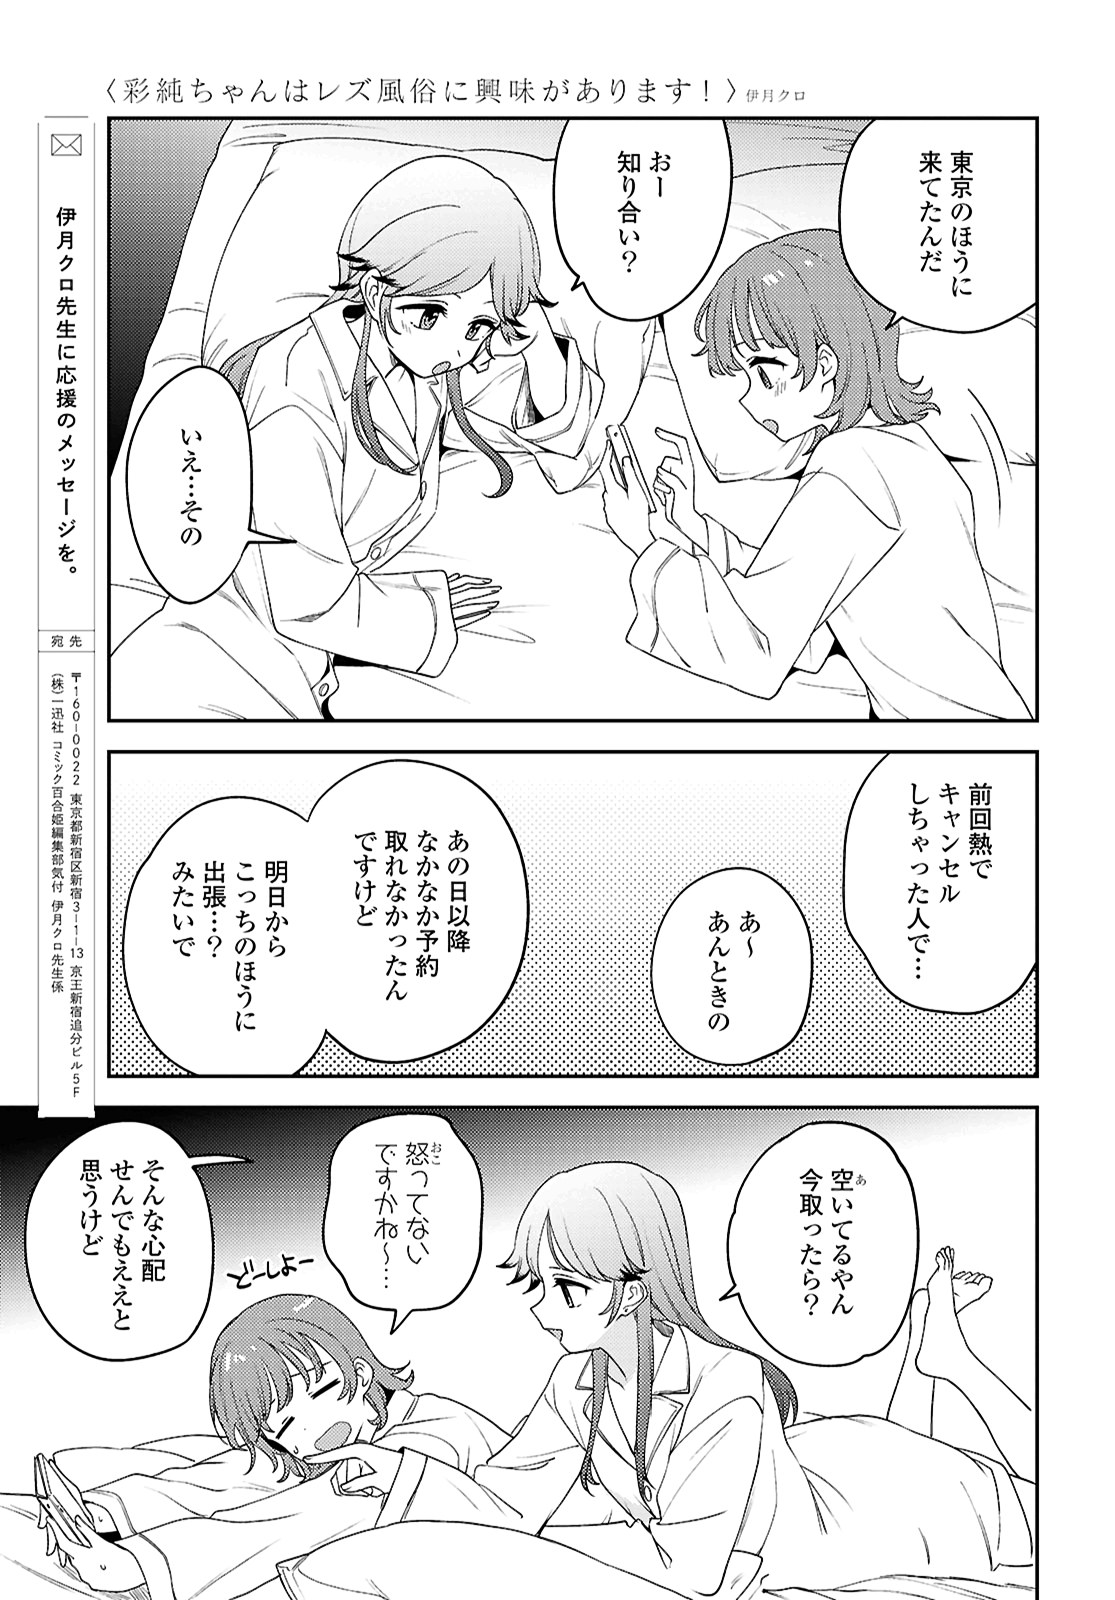 〈彩純ちゃんはレズ風俗に興味があります！〉伊月クロ
東京のほうに
来てたんだ
おー
知り合い？
いえ…その
前回熱で
キャンセル
しちゃった人で…
あ〜
あんときの
あの日以降
なかなか予約
取れなかったん
ですけど
明日から
こっちのほうに
出張…？
みたいで
空いてるやん
あ
今取ったら？
怒ってない
おこ
ですかね〜…
どーしよー
そんな心配
せんでもええと
思うけど
伊月クロ先生に応援のメッセージを。
宛先
〒160-0022 東京都新宿区新宿3-1-13 京王新宿追分ビル5F
(株)一迅社 コミック百合姫編集部気付 伊月クロ先生係